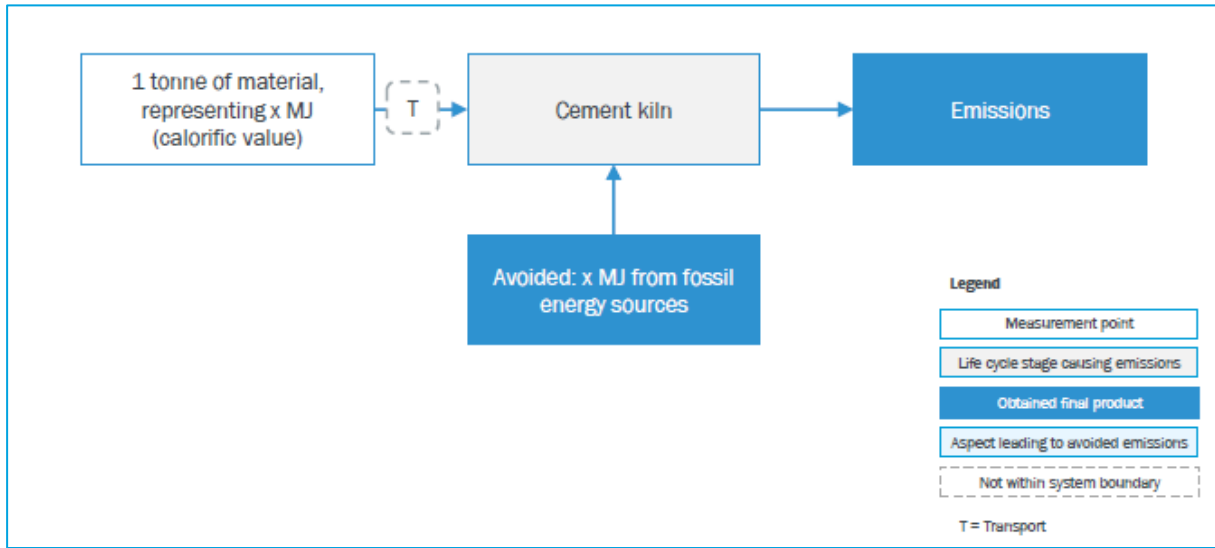 1 tonne of material,
representing x MJ
(calorific value)
T
Cement kiln
Emissions
Avoided: x MJ from fossil
energy sources
Legend
Measurement point
Life cycle stage causing emissions
Obtained final product
Aspect leading to avoided emissions
Not within system boundary
T = Transport